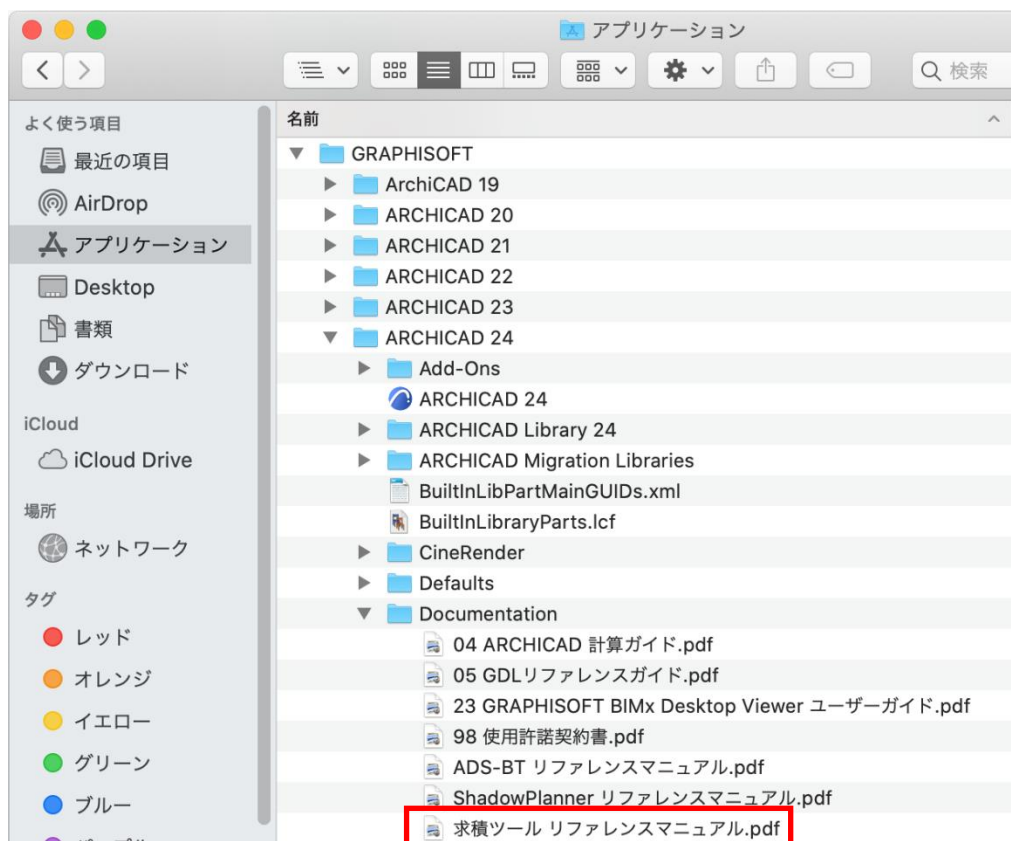 アプリケーション
検索
よく使う項目
最近の項目
AirDrop
アプリケーション
Desktop
書類
ダウンロード
iCloud
iCloud Drive
場所
ネットワーク
タグ
レッド
オレンジ
イエロー
グリーン
ブルー
名前
GRAPHISOFT
ArchiCAD 19
ARCHICAD 20
ARCHICAD 21
ARCHICAD 22
ARCHICAD 23
ARCHICAD 24
Add-Ons
ARCHICAD 24
ARCHICAD Library 24
ARCHICAD Migration Libraries
BuiltInLibPartMainGUIDs.xml
BuiltInLibraryParts.lcf
CineRender
Defaults
Documentation
04 ARCHICAD 計算ガイド.pdf
05 GDLリファレンスガイド.pdf
23 GRAPHISOFT BIMx Desktop Viewer ユーザーガイド.pdf
98 使用許諾契約書.pdf
ADS-BT リファレンスマニュアル.pdf
ShadowPlanner リファレンスマニュアル.pdf
求積ツール リファレンスマニュアル.pdf